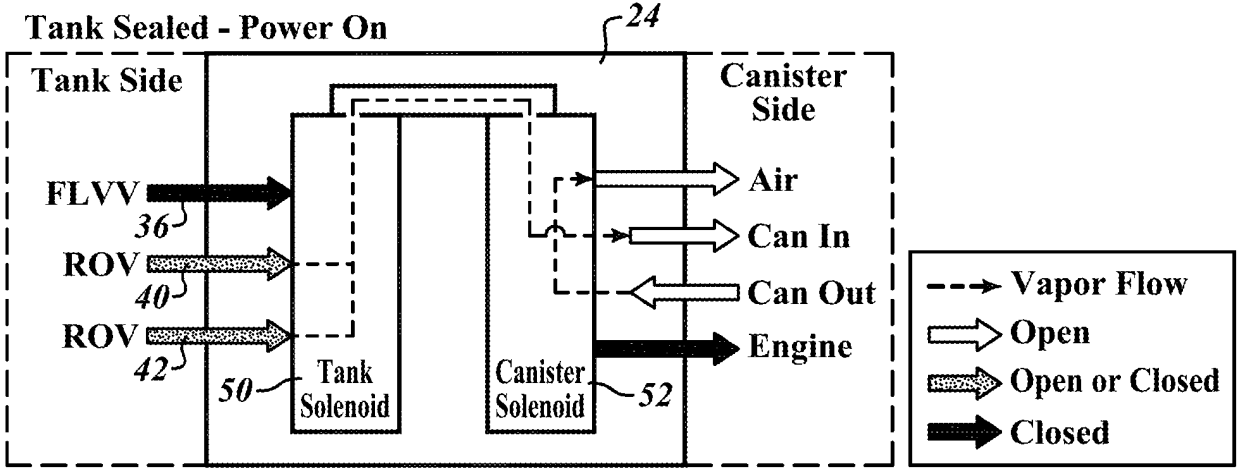 Tank Sealed - Power On
24
Tank Side
Canister
Side
FLVV
36
ROV
40
ROV
42
50
Tank
Solenoid
Canister
Solenoid
52
Air
Can In
Can Out
Engine
Vapor Flow
Open
Open or Closed
Closed